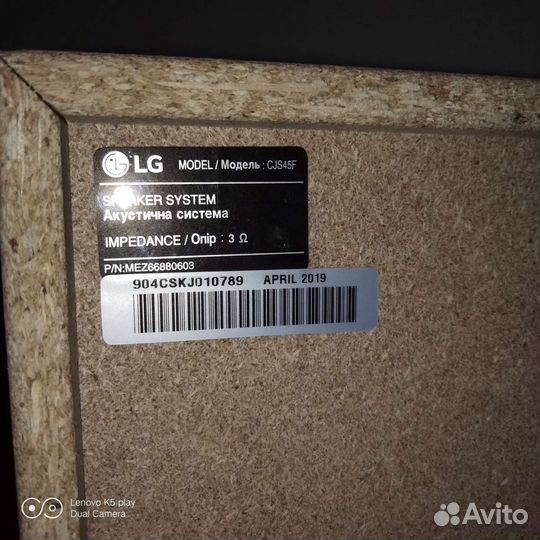 LG MODEL / Модель : CJS45F
SPEAKER SYSTEM
Акустична система
IMPEDANCE / Опір : 3 Ω
P/N:MEZ66880603
904CSKJ010789 APRIL 2019
Lenovo K5 play
Dual Camera
Avito